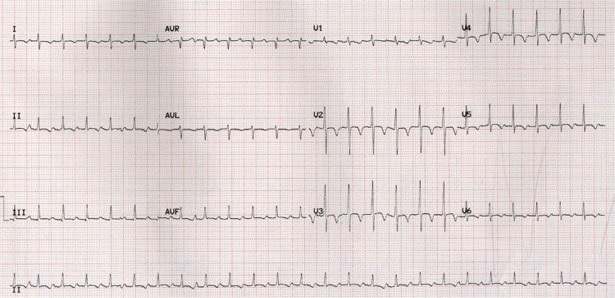 I AVR V1 V4
II AVL V2 V5
III AVF V3 V6
II